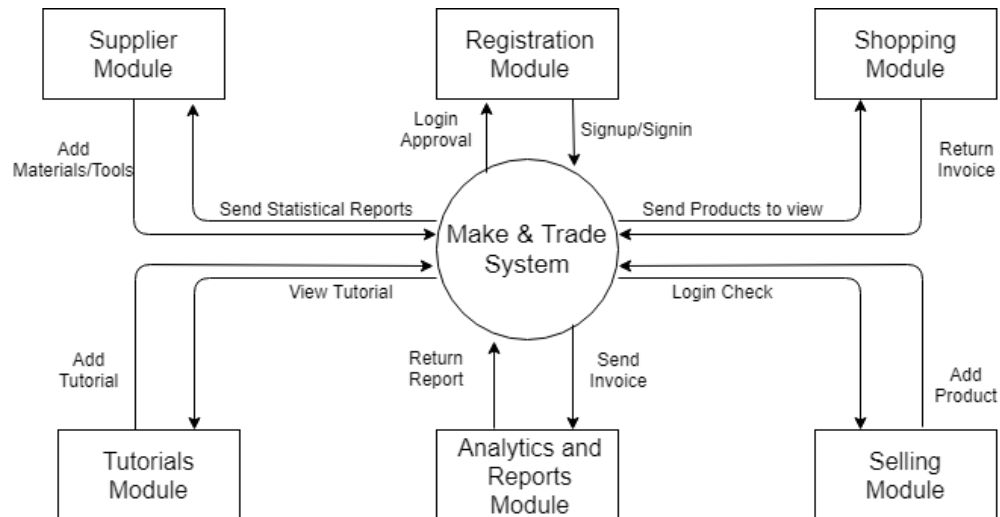 Supplier
Module
Registration
Module
Shopping
Module
Login
Approval
Signup/Signin
Add
Materials/Tools
Return
Invoice
Send Statistical Reports
Send Products to view
Make & Trade
System
View Tutorial
Login Check
Add
Tutorial
Return
Report
Send
Invoice
Add
Product
Tutorials
Module
Analytics and
Reports
Module
Selling
Module